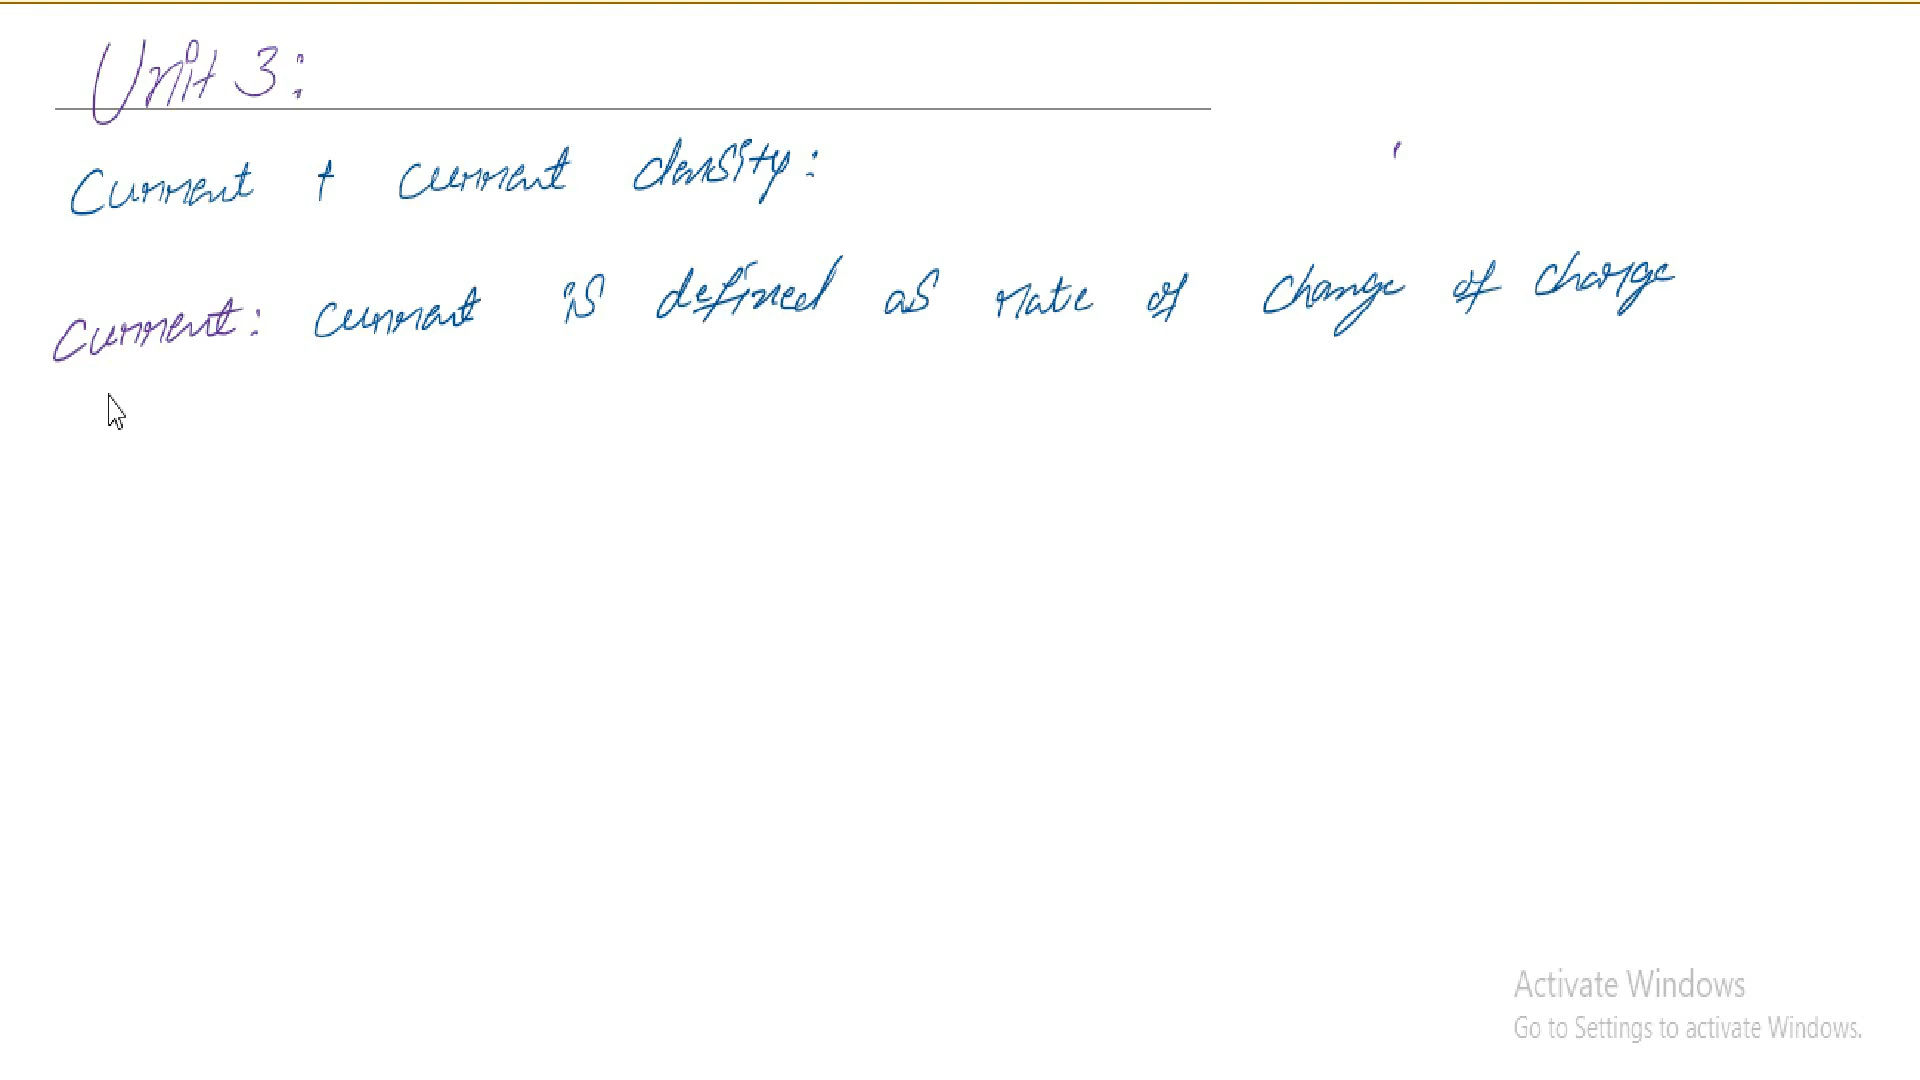 Unit 3:
Current + current density:
Current: current is defined as rate of change of charge
Activate Windows
Go to Settings to activate Windows.